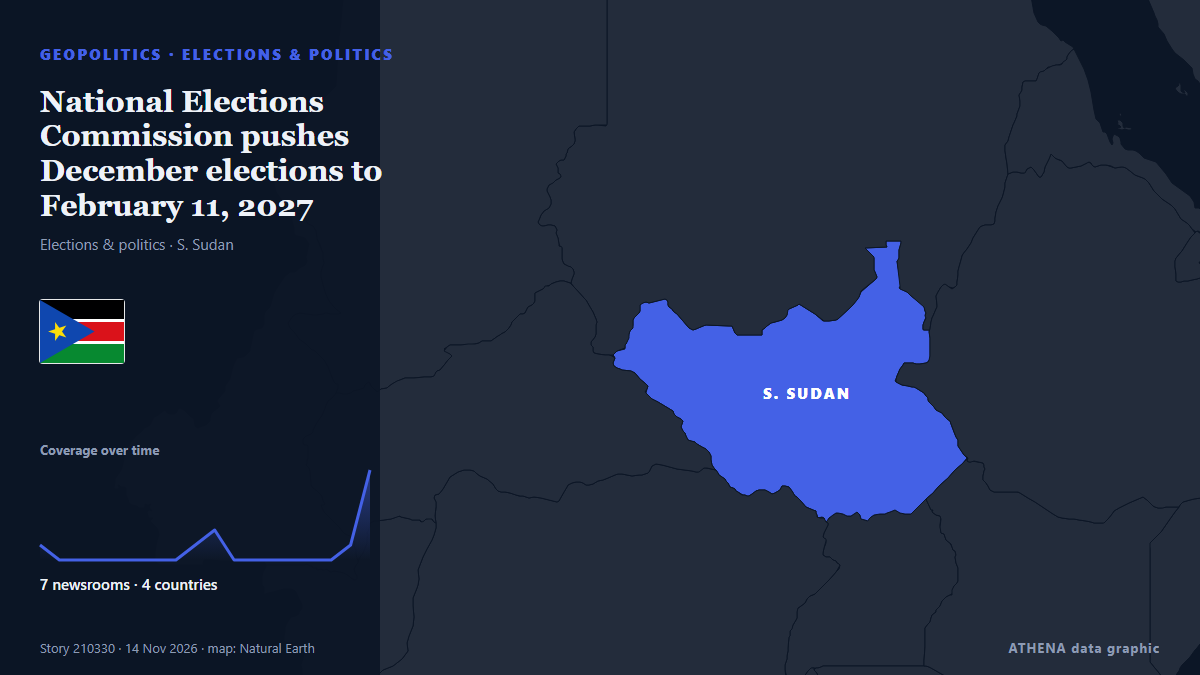 GEOPOLITICS · ELECTIONS & POLITICS
National Elections
Commission pushes
December elections to
February 11, 2027
Elections & politics · S. Sudan
S. SUDAN
Coverage over time
7 newsrooms · 4 countries
Story 210330 · 14 Nov 2026 · map: Natural Earth
ATHENA data graphic